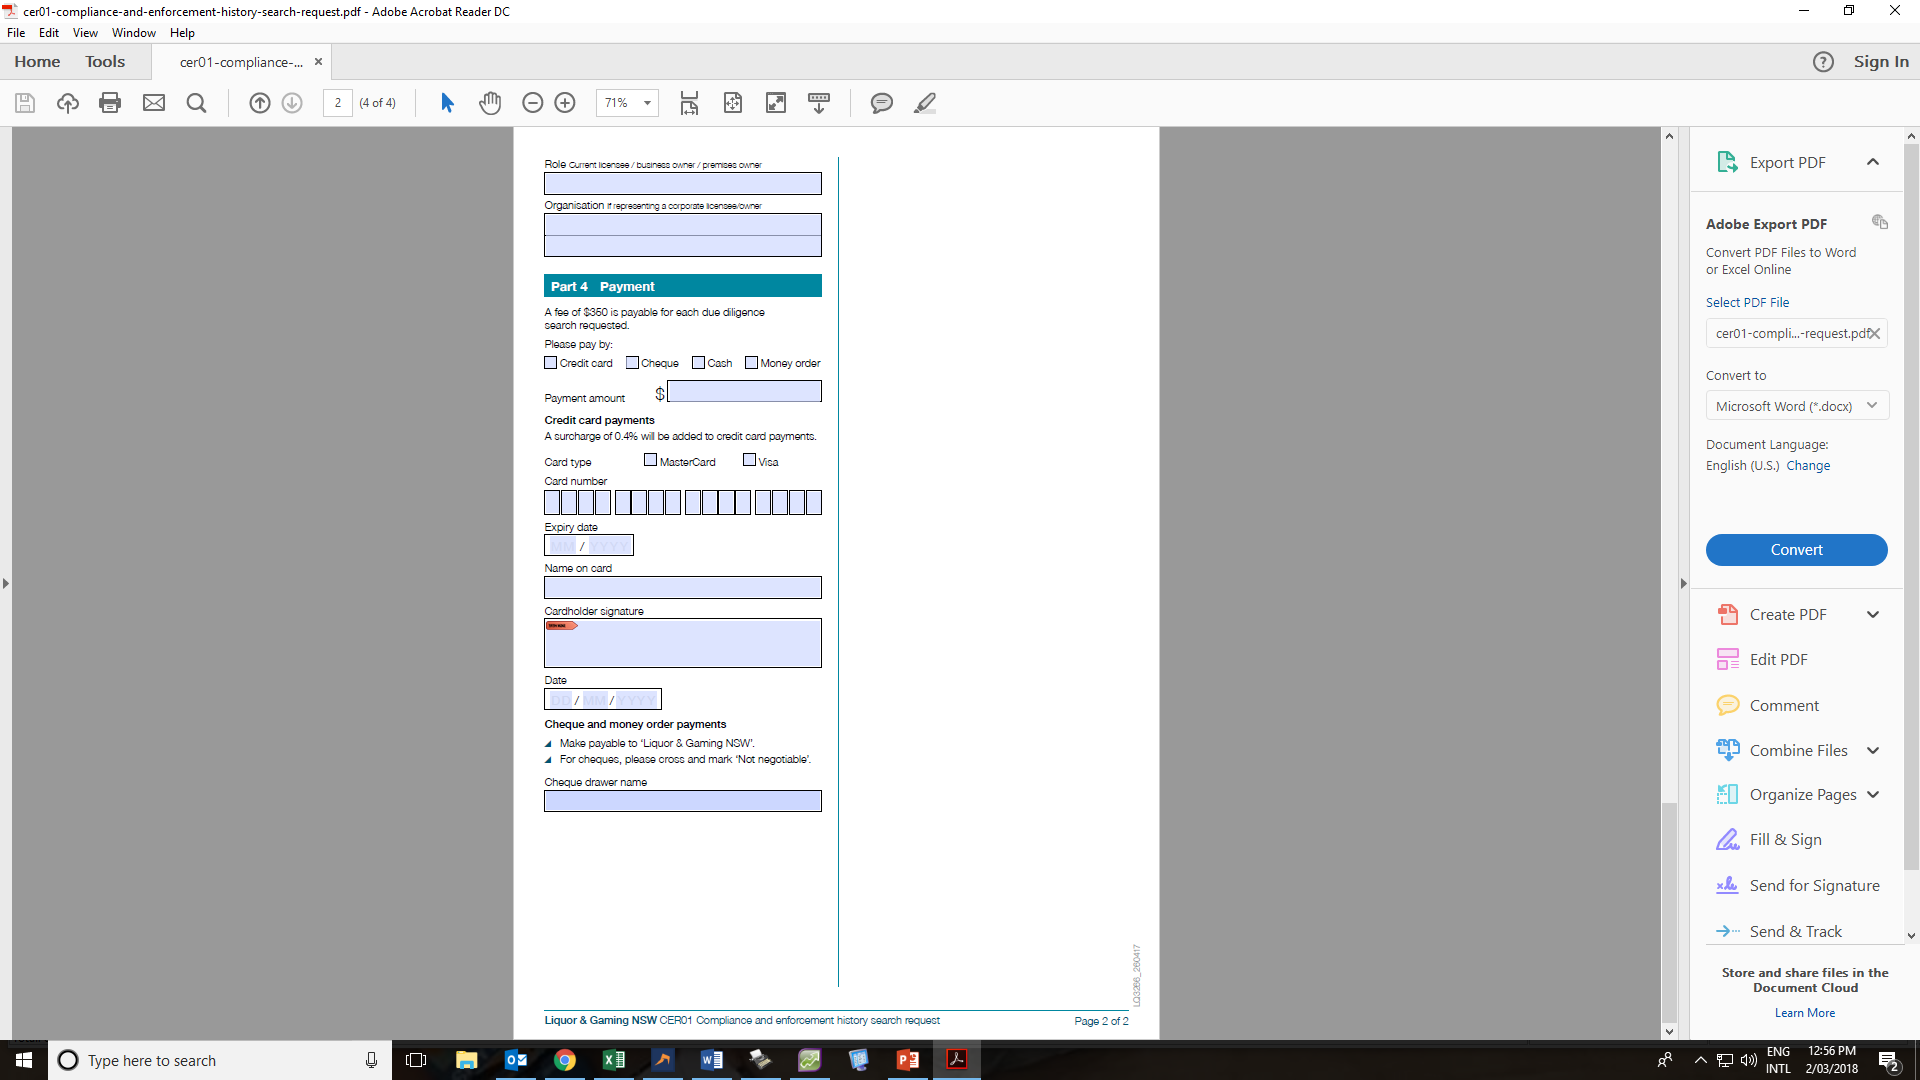 cer01-compliance-and-enforcement-history-search-request.pdf - Adobe Acrobat Reader DC
File Edit View Window Help
Home Tools cer01-compliance-... × Sign In
2 (4 of 4) 71%
Role Current licensee / business owner / premises owner
Organisation If representing a corporate licensee/owner
Part 4 Payment
A fee of $350 is payable for each due diligence
search requested.
Please pay by:
Credit card Cheque Cash Money order
Payment amount $
Credit card payments
A surcharge of 0.4% will be added to credit card payments.
Card type MasterCard Visa
Card number
Expiry date
MM / YYYY
Name on card
Cardholder signature
Date
DD / MM / YYYY
Cheque and money order payments
Make payable to ‘Liquor & Gaming NSW’.
For cheques, please cross and mark ‘Not negotiable’.
Cheque drawer name
LQ3266_260417
Liquor & Gaming NSW CER01 Compliance and enforcement history search request Page 2 of 2
Export PDF
Adobe Export PDF
Convert PDF Files to Word
or Excel Online
Select PDF File
cer01-compli...-request.pdf
Convert to
Microsoft Word (*.docx)
Document Language:
English (U.S.) Change
Convert
Create PDF
Edit PDF
Comment
Combine Files
Organize Pages
Fill & Sign
Send for Signature
Send & Track
Store and share files in the
Document Cloud
Learn More
Type here to search
ENG
INTL
12:56 PM
2/03/2018
2